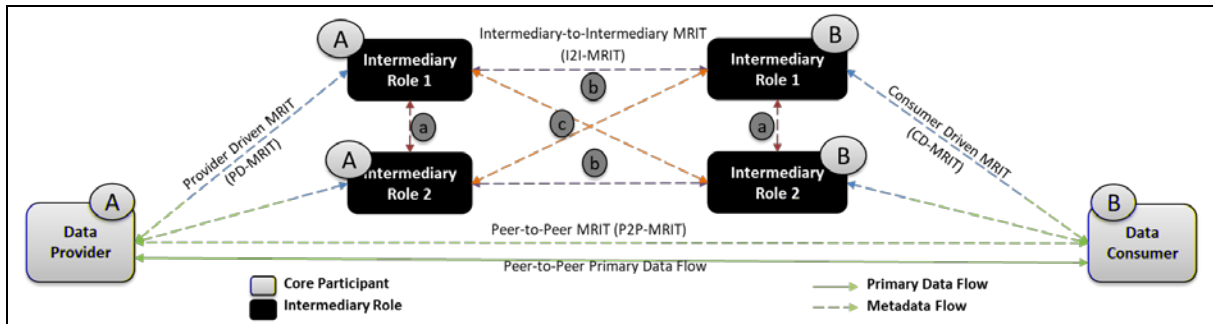 A
Intermediary
Role 1
Intermediary-to-Intermediary MRIT
(I2I-MRIT)
B
Intermediary
Role 1
b
Provider Driven MRIT
(PD-MRIT)
a
c
a
Consumer Driven MRIT
(CD-MRIT)
A
Intermediary
Role 2
b
B
Intermediary
Role 2
A
Data
Provider
B
Data
Consumer
Peer-to-Peer MRIT (P2P-MRIT)
Peer-to-Peer Primary Data Flow
Core Participant
Intermediary Role
Primary Data Flow
Metadata Flow